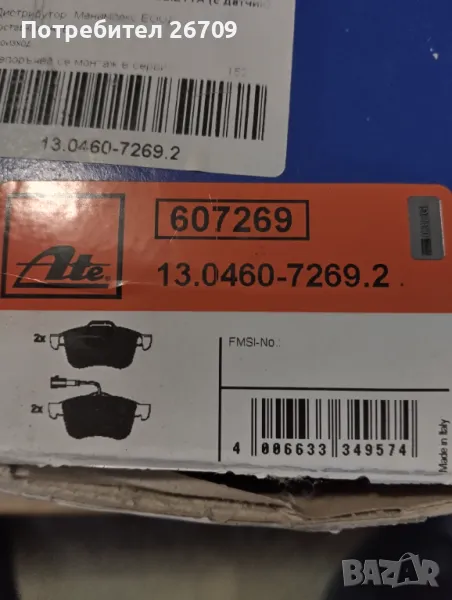 Потребител 26709
13.0460-7269.2
Ate
607269
13.0460-7269.2
2x
2x
FMSI-No.:
4 006633 349574
Made in Italy
BAZAR